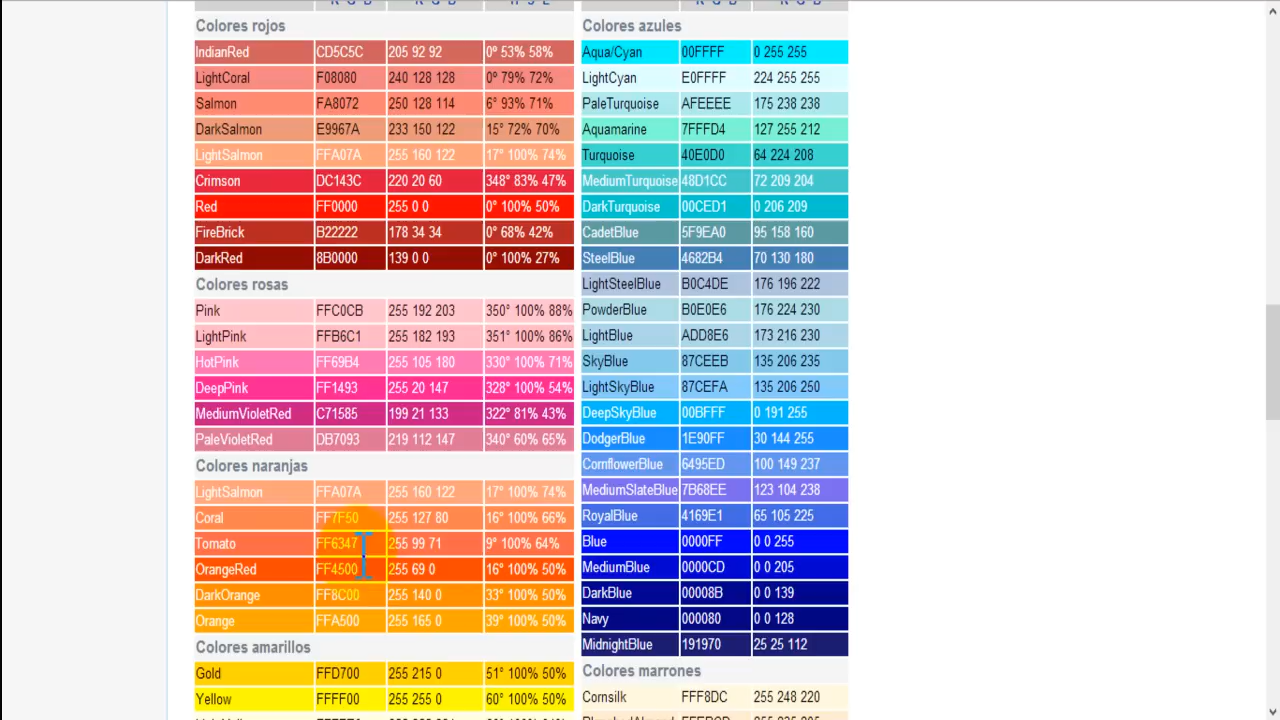 Colores rojos
IndianRed CD5C5C 205 92 92 0º 53% 58%
LightCoral F08080 240 128 128 0º 79% 72%
Salmon FA8072 250 128 114 6° 93% 71%
DarkSalmon E9967A 233 150 122 15° 72% 70%
LightSalmon FFA07A 255 160 122 17° 100% 74%
Crimson DC143C 220 20 60 348° 83% 47%
Red FF0000 255 0 0 0° 100% 50%
FireBrick B22222 178 34 34 0° 68% 42%
DarkRed 8B0000 139 0 0 0° 100% 27%
Colores rosas
Pink FFC0CB 255 192 203 350° 100% 88%
LightPink FFB6C1 255 182 193 351° 100% 86%
HotPink FF69B4 255 105 180 330° 100% 71%
DeepPink FF1493 255 20 147 328° 100% 54%
MediumVioletRed C71585 199 21 133 322° 81% 43%
PaleVioletRed DB7093 219 112 147 340° 60% 65%
Colores naranjas
LightSalmon FFA07A 255 160 122 17° 100% 74%
Coral FF7F50 255 127 80 16° 100% 66%
Tomato FF6347 255 99 71 9° 100% 64%
OrangeRed FF4500 255 69 0 16° 100% 50%
DarkOrange FF8C00 255 140 0 33° 100% 50%
Orange FFA500 255 165 0 39° 100% 50%
Colores amarillos
Gold FFD700 255 215 0 51° 100% 50%
Yellow FFFF00 255 255 0 60° 100% 50%
Colores azules
Aqua/Cyan 00FFFF 0 255 255
LightCyan E0FFFF 224 255 255
PaleTurquoise AFEEEE 175 238 238
Aquamarine 7FFFD4 127 255 212
Turquoise 40E0D0 64 224 208
MediumTurquoise 48D1CC 72 209 204
DarkTurquoise 00CED1 0 206 209
CadetBlue 5F9EA0 95 158 160
SteelBlue 4682B4 70 130 180
LightSteelBlue B0C4DE 176 196 222
PowderBlue B0E0E6 176 224 230
LightBlue ADD8E6 173 216 230
SkyBlue 87CEEB 135 206 235
LightSkyBlue 87CEFA 135 206 250
DeepSkyBlue 00BFFF 0 191 255
DodgerBlue 1E90FF 30 144 255
CornflowerBlue 6495ED 100 149 237
MediumSlateBlue 7B68EE 123 104 238
RoyalBlue 4169E1 65 105 225
Blue 0000FF 0 0 255
MediumBlue 0000CD 0 0 205
DarkBlue 00008B 0 0 139
Navy 000080 0 0 128
MidnightBlue 191970 25 25 112
Colores marrones
Cornsilk FFF8DC 255 248 220